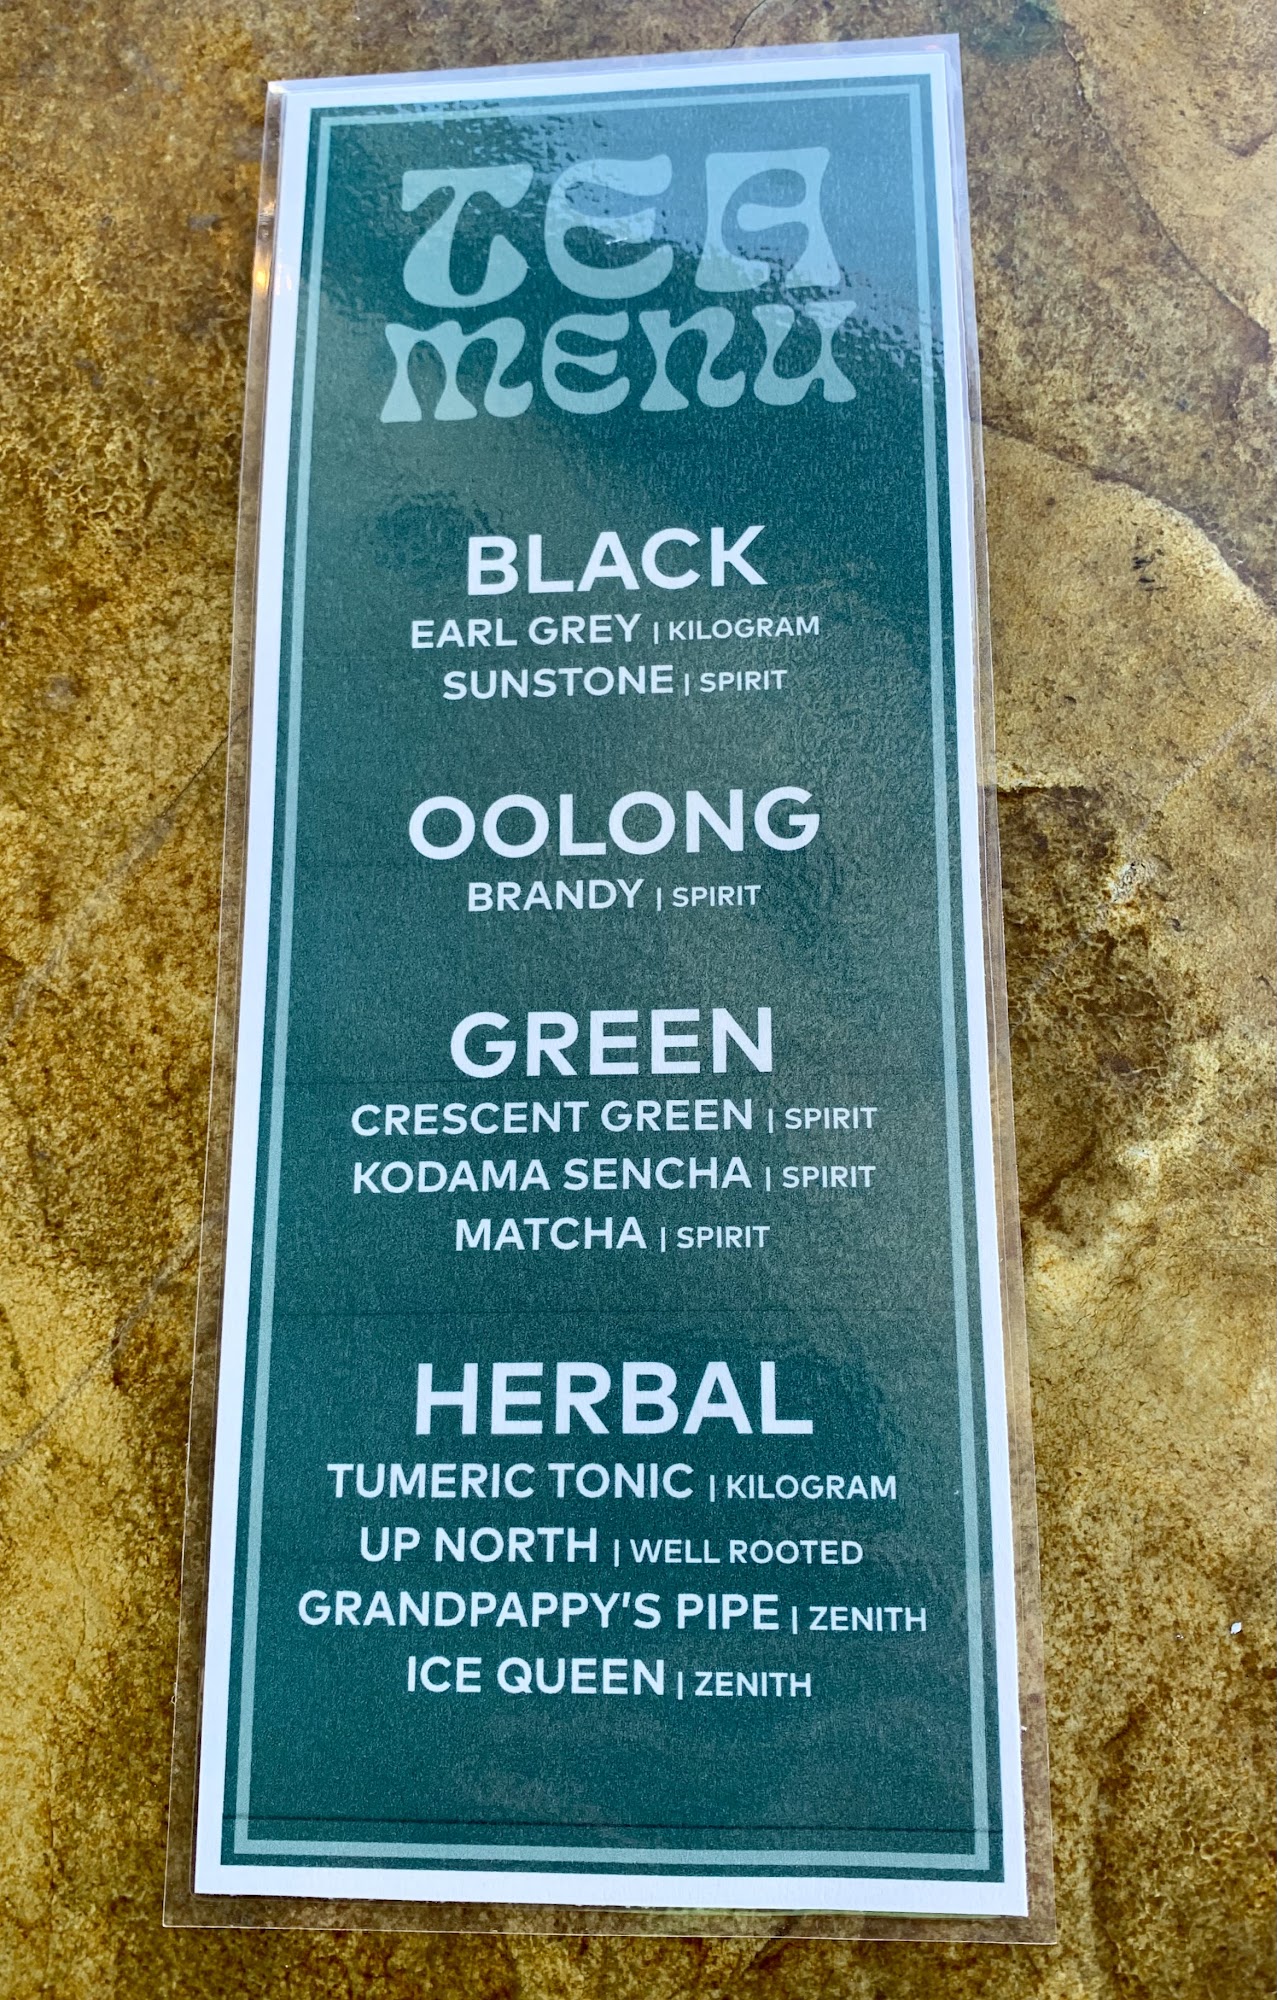 TEA
MENU
BLACK
EARL GREY | KILOGRAM
SUNSTONE | SPIRIT
OOLONG
BRANDY | SPIRIT
GREEN
CRESCENT GREEN | SPIRIT
KODAMA SENCHA | SPIRIT
MATCHA | SPIRIT
HERBAL
TUMERIC TONIC | KILOGRAM
UP NORTH | WELL ROOTED
GRANDPAPPY'S PIPE | ZENITH
ICE QUEEN | ZENITH